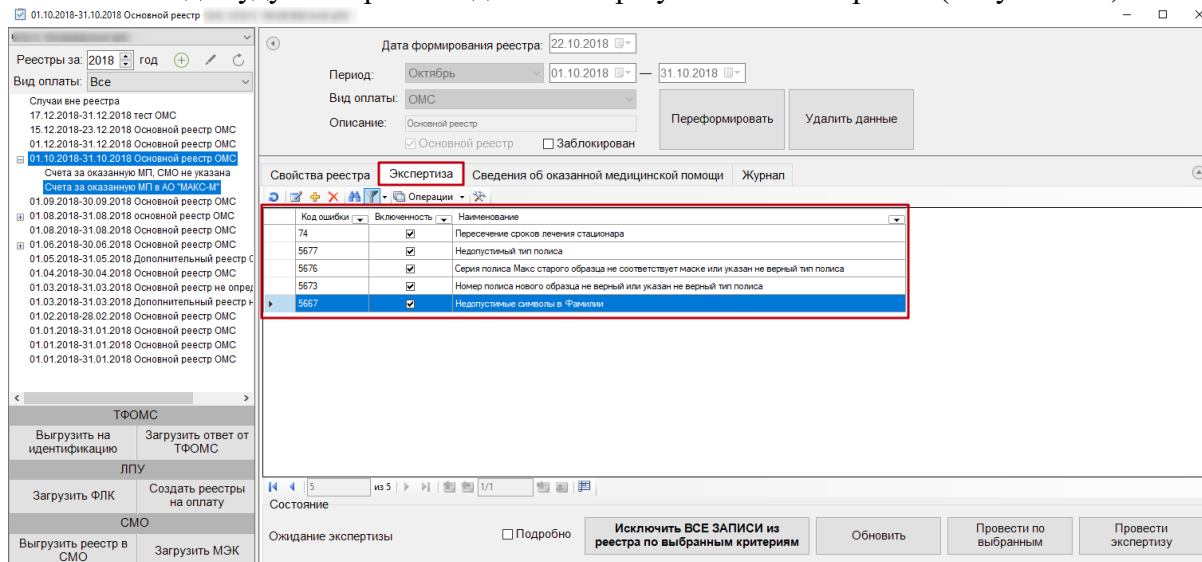 01.10.2018-31.10.2018 Основной реестр
Реестры за: 2018 год
Вид оплаты: Все
Случаи вне реестра
17.12.2018-31.12.2018 тест ОМС
15.12.2018-23.12.2018 Основной реестр ОМС
01.12.2018-31.12.2018 Основной реестр ОМС
01.10.2018-31.10.2018 Основной реестр ОМС
Счета за оказанную МП, СМО не указана
Счета за оказанную МП в АО "МАКС-М"
01.09.2018-30.09.2018 Основной реестр ОМС
01.08.2018-31.08.2018 основной реестр ОМС
01.08.2018-31.08.2018 Основной реестр ОМС
01.06.2018-30.06.2018 Основной реестр ОМС
01.05.2018-31.05.2018 Дополнительный реестр О
01.04.2018-30.04.2018 Основной реестр ОМС
01.03.2018-31.03.2018 Основной реестр не опред
01.03.2018-31.03.2018 Дополнительный реестр н
01.02.2018-28.02.2018 Основной реестр ОМС
01.01.2018-31.01.2018 Основной реестр ОМС
01.01.2018-31.01.2018 Основной реестр ОМС
01.01.2018-31.01.2018 Основной реестр ОМС
ТФОМС
Выгрузить на идентификацию
Загрузить ответ от ТФОМС
ЛПУ
Загрузить ФЛК
Создать реестры на оплату
СМО
Выгрузить реестр в СМО
Загрузить МЭК
Дата формирования реестра: 22.10.2018
Период: Октябрь 01.10.2018 — 31.10.2018
Вид оплаты: ОМС
Описание: Основной реестр
Основной реестр Заблокирован
Переформировать Удалить данные
Свойства реестра Экспертиза Сведения об оказанной медицинской помощи Журнал
Операции
Код ошибки Включенность Наименование
74 Пересечение сроков лечения стационара
5677 Недопустимый тип полиса
5676 Серия полиса Макс старого образца не соответствует маске или указан не верный тип полиса
5673 Номер полиса нового образца не верный или указан не верный тип полиса
5667 Недопустимые символы в Фамилии
5 из 5 1/1
Состояние
Ожидание экспертизы Подробно
Исключить ВСЕ ЗАПИСИ из реестра по выбранным критериям
Обновить
Провести по выбранным
Провести экспертизу